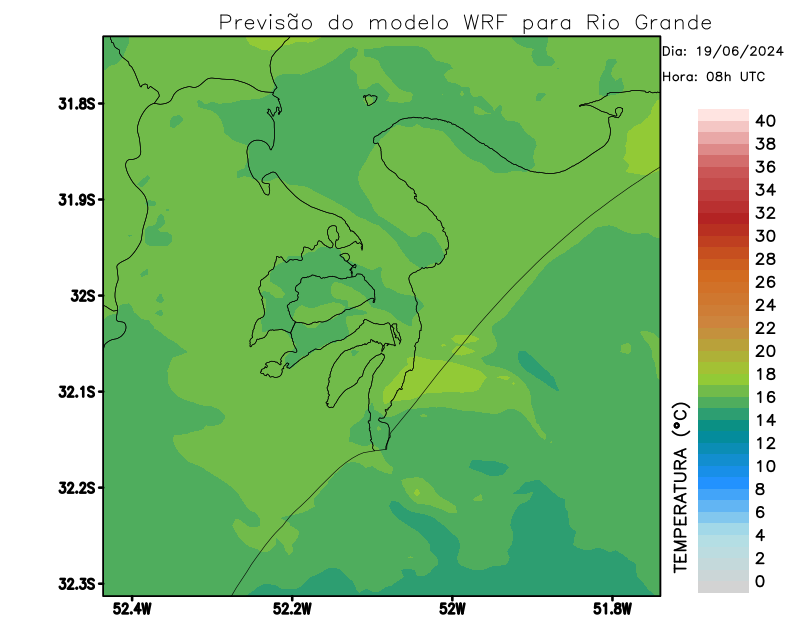 Previsão do modelo WRF para Rio Grande
Dia: 19/06/2024
Hora: 08h UTC
31.8S
31.9S
32S
32.1S
32.2S
32.3S
52.4W
52.2W
52W
51.8W
TEMPERATURA (°C)
40
38
36
34
32
30
28
26
24
22
20
18
16
14
12
10
8
6
4
2
0